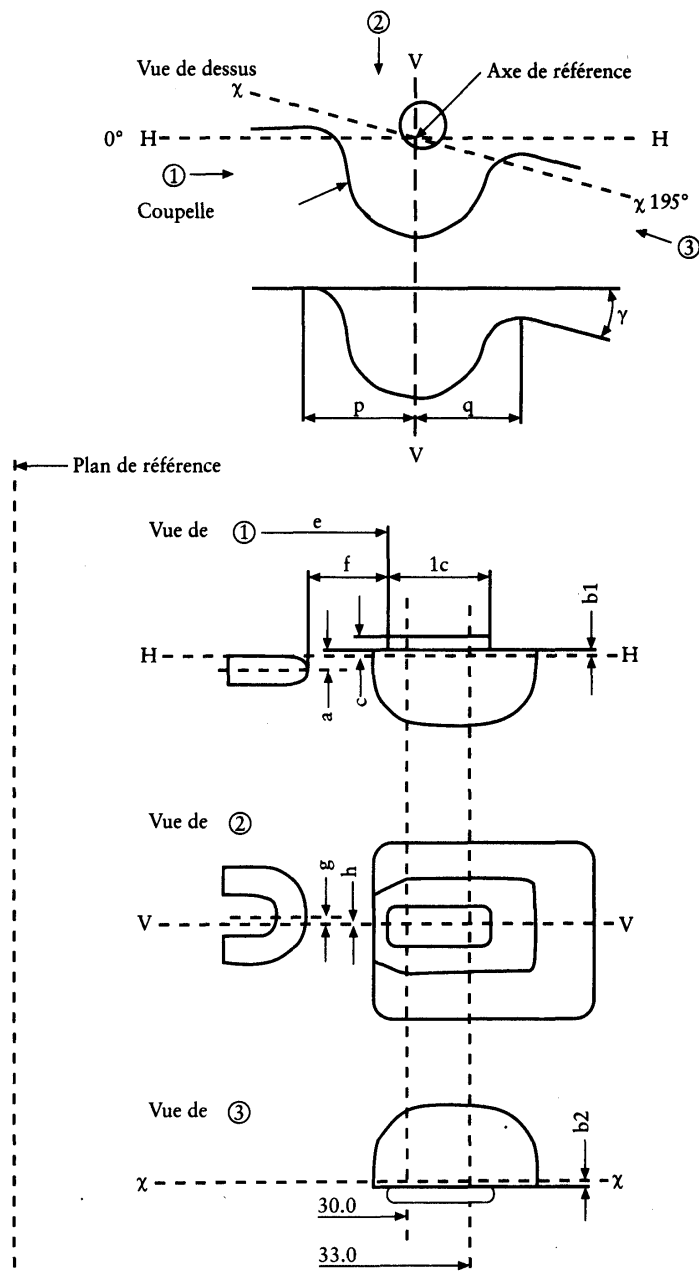 ②
Vue de dessus
V
Axe de référence
χ
0° H
H
①
Coupelle
χ 195°
③
γ
p
q
V
Plan de référence
Vue de ①
e
f
1c
b1
H
H
a
c
Vue de ②
g
h
V
V
Vue de ③
b2
χ
χ
30.0
33.0